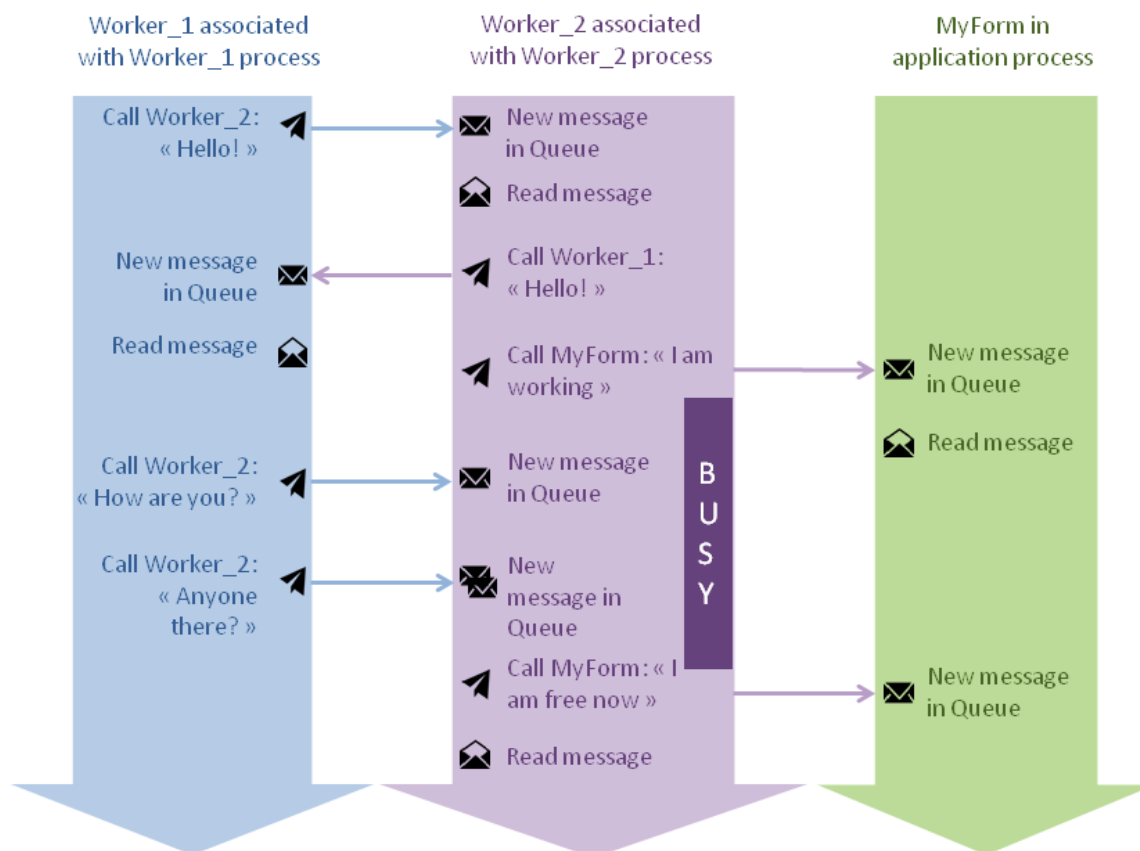 Worker_1 associated
with Worker_1 process
Worker_2 associated
with Worker_2 process
MyForm in
application process
Call Worker_2:
« Hello! »
New message
in Queue
Read message
New message
in Queue
Call Worker_1:
« Hello! »
Read message
Call MyForm: « I am
working »
New message
in Queue
Read message
Call Worker_2:
« How are you? »
New message
in Queue
B
U
S
Y
Call Worker_2:
« Anyone
there? »
New
message in
Queue
Call MyForm: « I
am free now »
New message
in Queue
Read message